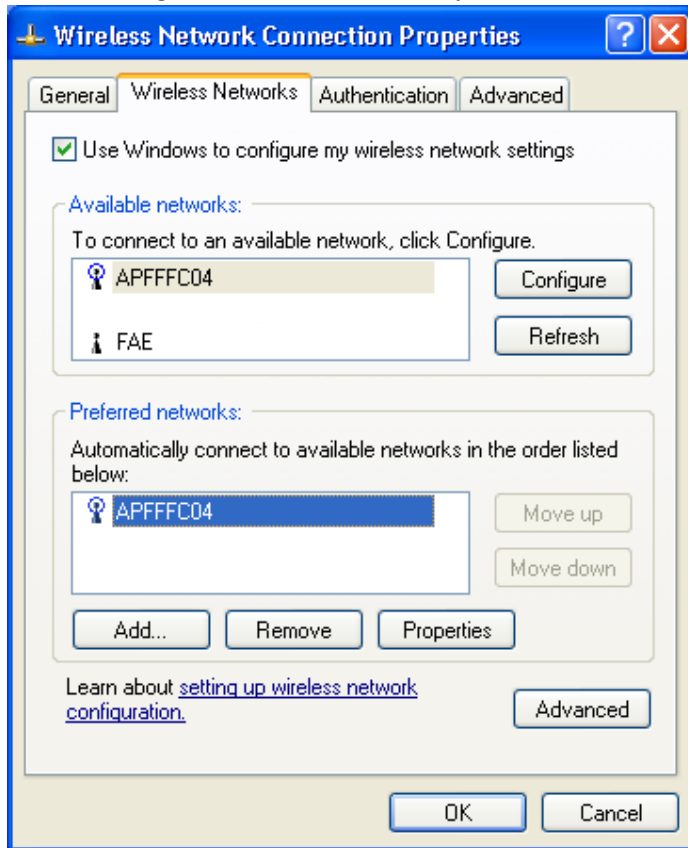 Wireless Network Connection Properties
General Wireless Networks Authentication Advanced
Use Windows to configure my wireless network settings
Available networks:
To connect to an available network, click Configure.
APFFFC04
Configure
FAE
Refresh
Preferred networks:
Automatically connect to available networks in the order listed
below:
APFFFC04
Move up
Move down
Add... Remove Properties
Learn about setting up wireless network
configuration.
Advanced
OK Cancel